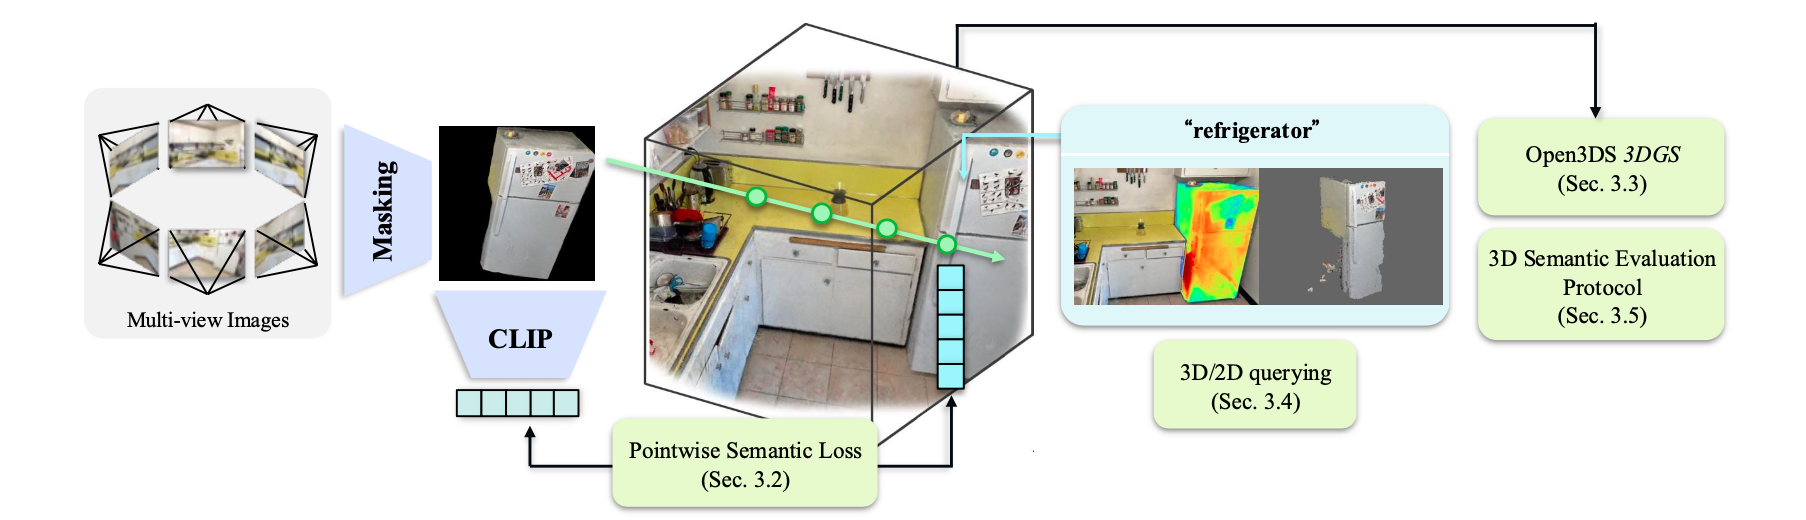 Multi-view Images
Masking
CLIP
Pointwise Semantic Loss
(Sec. 3.2)
“refrigerator”
3D/2D querying
(Sec. 3.4)
Open3DS 3DGS
(Sec. 3.3)
3D Semantic Evaluation
Protocol
(Sec. 3.5)